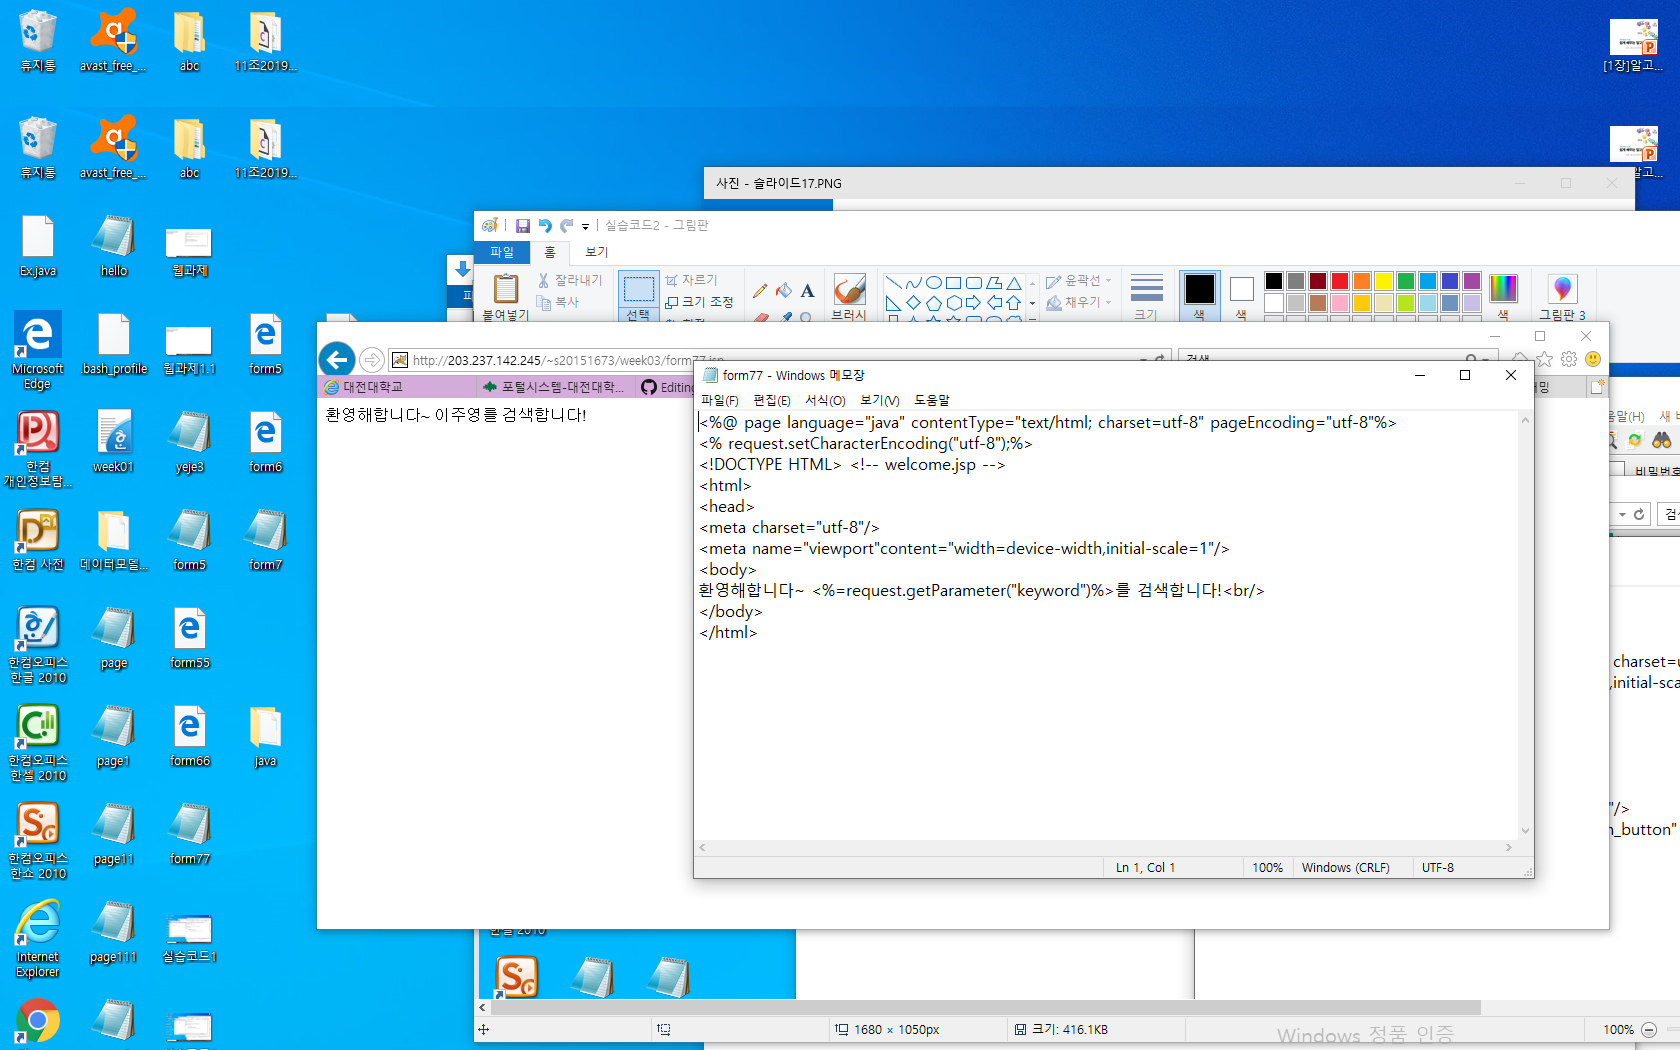 휴지통
avast_free_...
abc
11조2019...
[1장]알고...
휴지통
avast_free_...
abc
11조2019...
알고...
Ex.java
hello
웹과제
Microsoft
Edge
.bash_profile
웹과제1.1
form5
한컴
개인정보탐...
week01
yeje3
form6
한컴 사전
데이터모델...
form5
form7
한컴오피스
한글 2010
page
form55
한컴오피스
한셀 2010
page1
form66
java
한컴오피스
한쇼 2010
page11
form77
Internet
Explorer
page111
실습코드1
사진 - 슬라이드17.PNG
실습코드2 - 그림판
파일
홈
보기
붙여넣기
잘라내기
복사
선택
자르기
크기 조정
브러시
윤곽선
채우기
크기
색
색
색
그림판 3
http://203.237.142.245/~s20151673/week03/form77.jsp
검색...
대전대학교
포털시스템-대전대학...
Editing
환영해합니다~ 이주영를 검색합니다!
form77 - Windows 메모장
파일(F) 편집(E) 서식(O) 보기(V) 도움말
<%@ page language="java" contentType="text/html; charset=utf-8" pageEncoding="utf-8"%>
<% request.setCharacterEncoding("utf-8");%>
<!DOCTYPE HTML> <!-- welcome.jsp -->
<html>
<head>
<meta charset="utf-8"/>
<meta name="viewport"content="width=device-width,initial-scale=1"/>
<body>
환영해합니다~ <%=request.getParameter("keyword")%>를 검색합니다!<br/>
</body>
</html>
Ln 1, Col 1
100%
Windows (CRLF)
UTF-8
움말(H)
새
비밀번호
charset=u
,initial-sca
"/>
n_button"
한셀 2010
1680 × 1050px
크기: 416.1KB
Windows 정품 인증
100%